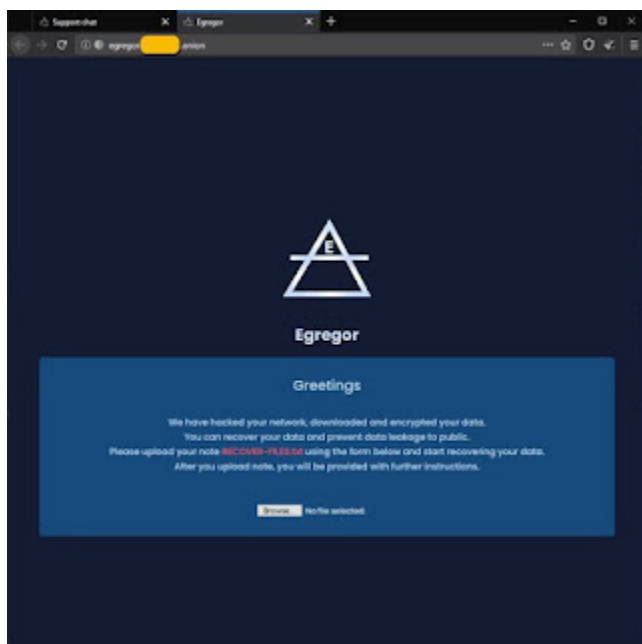 Support chat
Egregor
egregor .onion
E
Egregor
Greetings
We have hacked your network, downloaded and encrypted your data.
You can recover your data and prevent data leakage to public.
Please upload your note RECOVER-FILES.txt using the form below and start recovering your data.
After you upload note, you will be provided with further instructions.
Browse... No file selected.